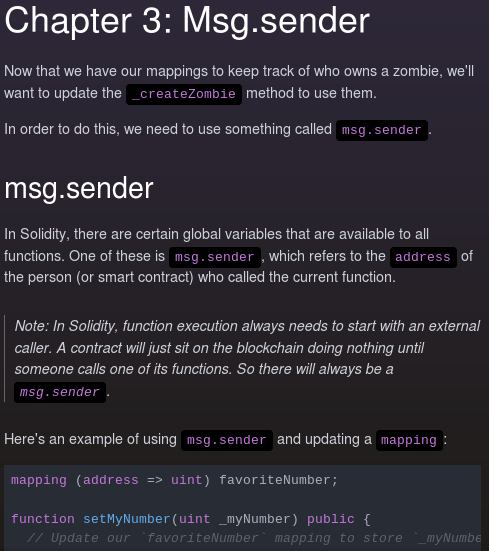 Chapter 3: Msg.sender
Now that we have our mappings to keep track of who owns a zombie, we'll
want to update the _createZombie method to use them.
In order to do this, we need to use something called msg.sender.
msg.sender
In Solidity, there are certain global variables that are available to all
functions. One of these is msg.sender, which refers to the address of
the person (or smart contract) who called the current function.
Note: In Solidity, function execution always needs to start with an external
caller. A contract will just sit on the blockchain doing nothing until
someone calls one of its functions. So there will always be a
msg.sender.
Here's an example of using msg.sender and updating a mapping:
mapping (address => uint) favoriteNumber;
function setMyNumber(uint _myNumber) public {
// Update our `favoriteNumber` mapping to store `_myNumbe